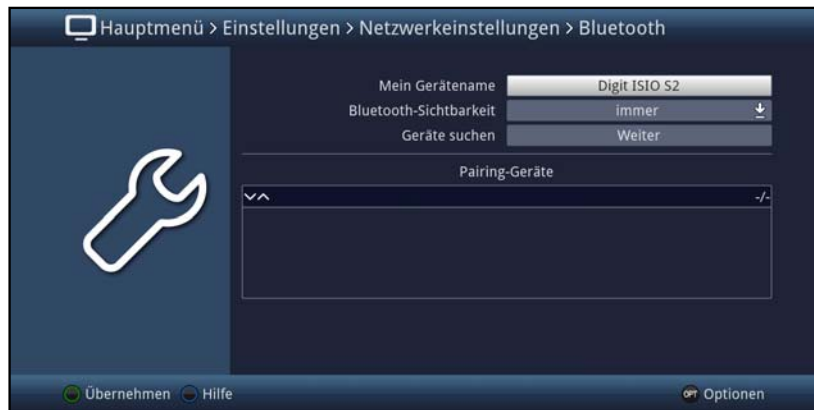 Hauptmenü > Einstellungen > Netzwerkeinstellungen > Bluetooth
Mein Gerätename Digit ISIO S2
Bluetooth-Sichtbarkeit immer
Geräte suchen Weiter
Pairing-Geräte
-/-
Übernehmen Hilfe OPT Optionen